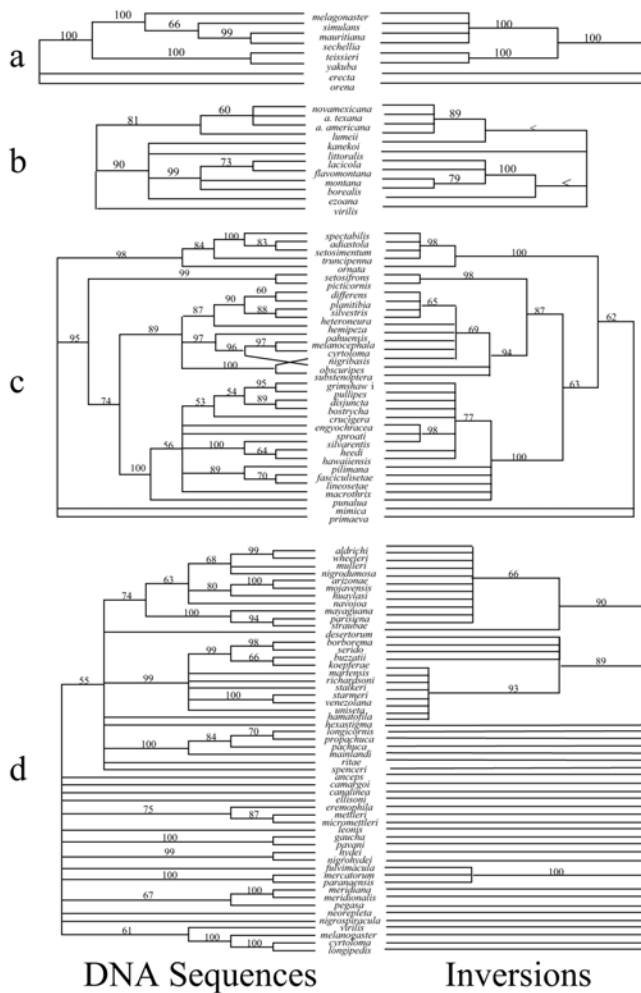 a
100
100
66
99
100
melagonaster
simulans
mauritiana
sechellia
teissieri
yakuba
erecta
orena
100
100
100
b
81
60
90
99
73
novamexicana
a. texana
a. americana
lumeii
kanekoi
littoralis
lacicola
flavomontana
montana
borealis
ezoana
virilis
89
<
100
79
<
c
98
84
100
83
99
95
60
90
87
88
89
97
97
96
100
74
95
54
53
89
56
100
64
100
89
70
spectabilis
adiastola
setosimentum
truncipenna
ornata
setosifrons
picticornis
differens
planitibia
silvestris
heteroneura
hemipeza
pahuensis
melanocephala
cyrtoloma
nigribasis
obscuripes
substenoptera
grimshaw i
pullipes
disjuncta
bostrycha
crucigera
engyochracea
sproati
silvarentis
heedi
hawaiiensis
pilimana
fasciculisetae
lineosetae
macrothrix
punalua
mimica
primaeva
98
100
98
65
87
62
69
94
63
77
98
100
d
99
68
63
100
80
74
100
94
98
99
66
55
99
100
70
84
100
75
87
100
99
100
100
67
61
100
100
aldrichi
wheeleri
mulleri
nigrodumosa
arizonae
mojavensis
huaylasi
navojoa
mayaguana
parisiena
straubae
desertorum
borborema
serido
buzzatii
koepferae
martensis
richardsoni
stalkeri
starmeri
venezolana
uniseta
hamatofila
hexastigma
longicornis
propachuca
pachuca
mainlandi
ritae
spenceri
anceps
camargoi
canalinea
ellisoni
eremophila
mettleri
micromettleri
leonis
gaucha
pavani
hydei
nigrohydei
fulvimacula
mercatorum
paranaensis
meridiana
meridionalis
pegasa
neorepleta
nigrospiracula
virilis
melanogaster
cyrtoloma
longipedis
66
90
89
93
100
DNA Sequences
Inversions